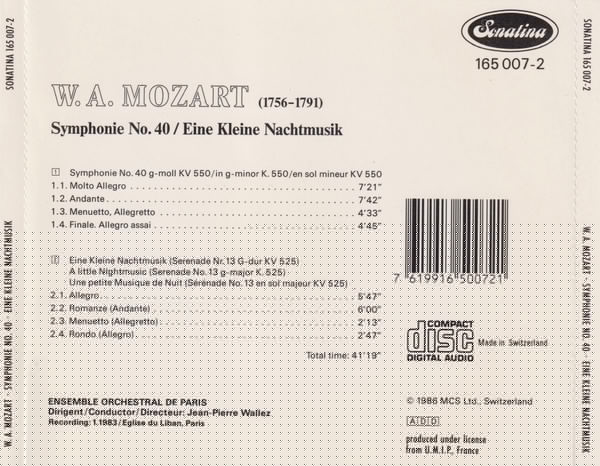 SONATINA 165 007-2
W. A. MOZART · SYMPHONIE NO. 40 · EINE KLEINE NACHTMUSIK
Sonatina
165 007-2
W. A. MOZART (1756–1791)
Symphonie No. 40 / Eine Kleine Nachtmusik
1 Symphonie No. 40 g-moll KV 550/in g-minor K. 550/en sol mineur KV 550
1.1. Molto Allegro . . . 7'21"
1.2. Andante . . . 7'42"
1.3. Menuetto, Allegretto . . . 4'33"
1.4. Finale. Allegro assai . . . 4'45"
2 Eine Kleine Nachtmusik (Serenade Nr. 13 G-dur KV 525)
A little Nightmusic (Serenade No. 13 g-major K. 525)
Une petite Musique de Nuit (Sérénade No. 13 en sol majeur KV 525)
2.1. Allegro . . . 5'47"
2.2. Romanze (Andante) . . . 6'00"
2.3. Menuetto (Allegretto) . . . 2'13"
2.4. Rondo (Allegro) . . . 2'47"
Total time: 41'19"
ENSEMBLE ORCHESTRAL DE PARIS
Dirigent/Conductor/Directeur: Jean-Pierre Wallez
Recording: 1.1983/Eglise du Liban, Paris
7 619916 500721
COMPACT
disc
DIGITAL AUDIO
Made in Switzerland
© 1986 MCS Ltd., Switzerland
ADD
produced under license
from U.M.I.P., France
SONATINA 165 007-2
W. A. MOZART · SYMPHONIE NO. 40 · EINE KLEINE NACHTMUSIK